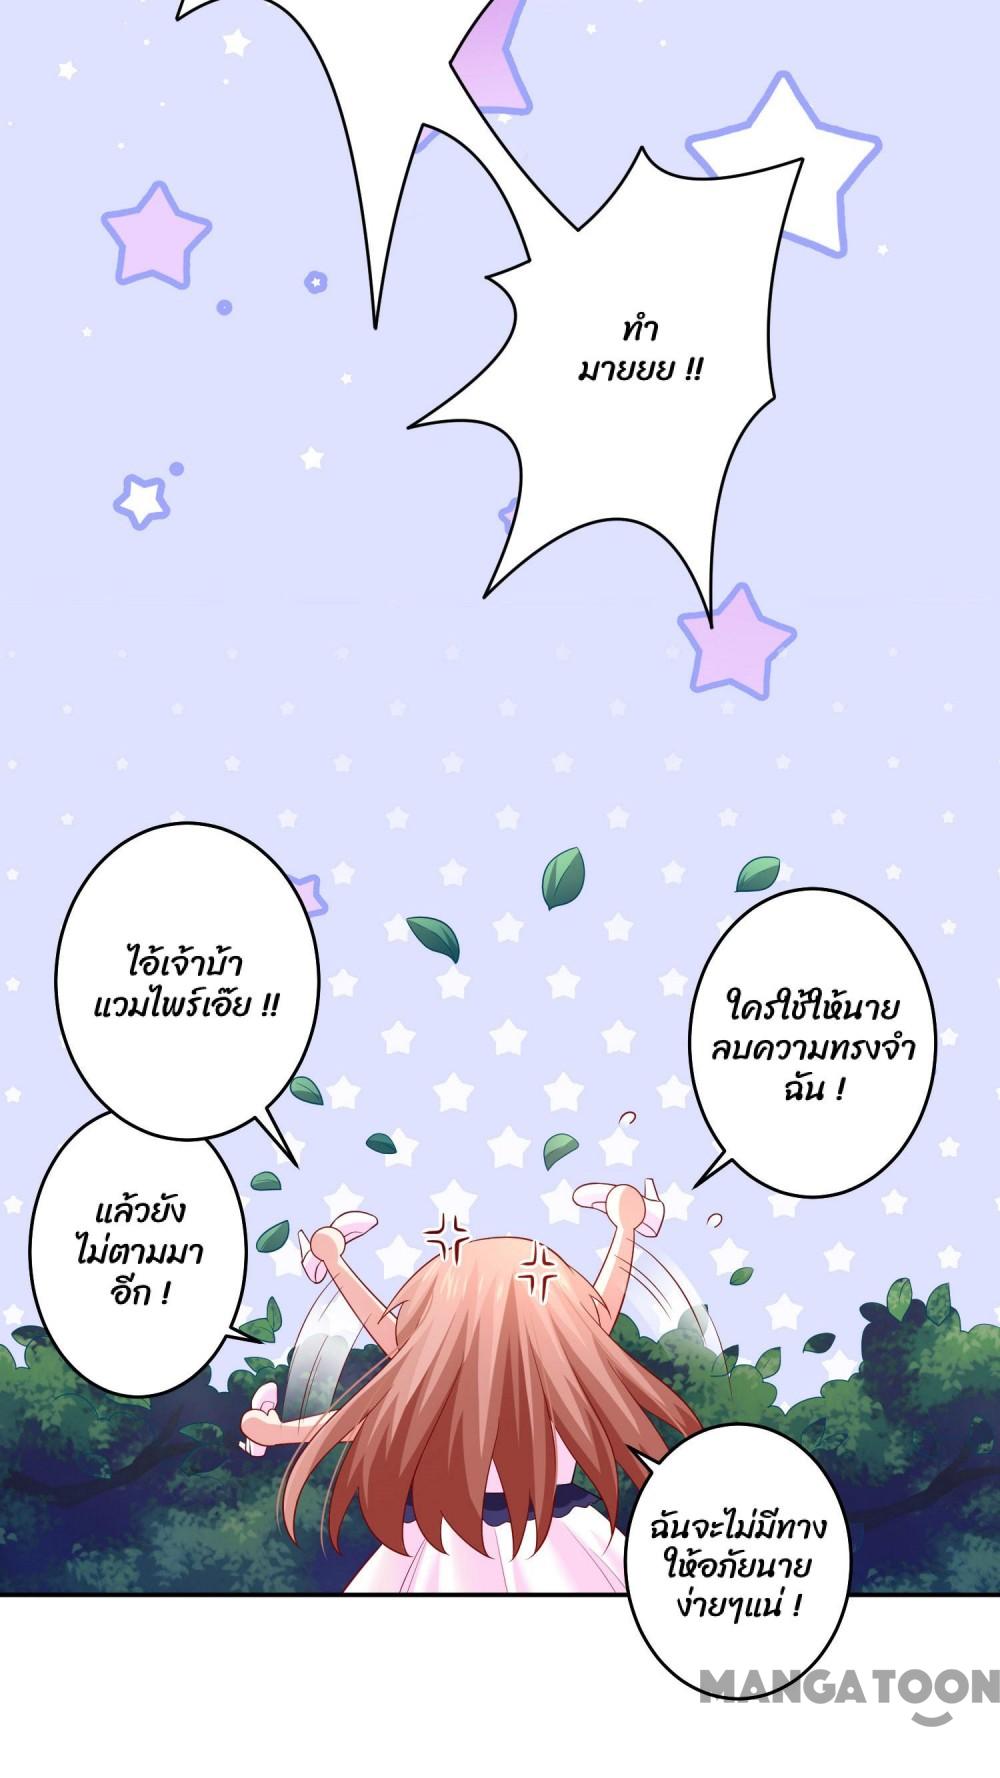 ทำ
มายยย !!
ไอ้เจ้าบ้า
แวมไพร์เอ๊ย !!
ใครใช้ให้นาย
ลบความทรงจำ
ฉัน !
แล้วยัง
ไม่ตามมา
อีก !
ฉันจะไม่มีทาง
ให้อภัยนาย
ง่ายๆแน่ !
MANGATOON